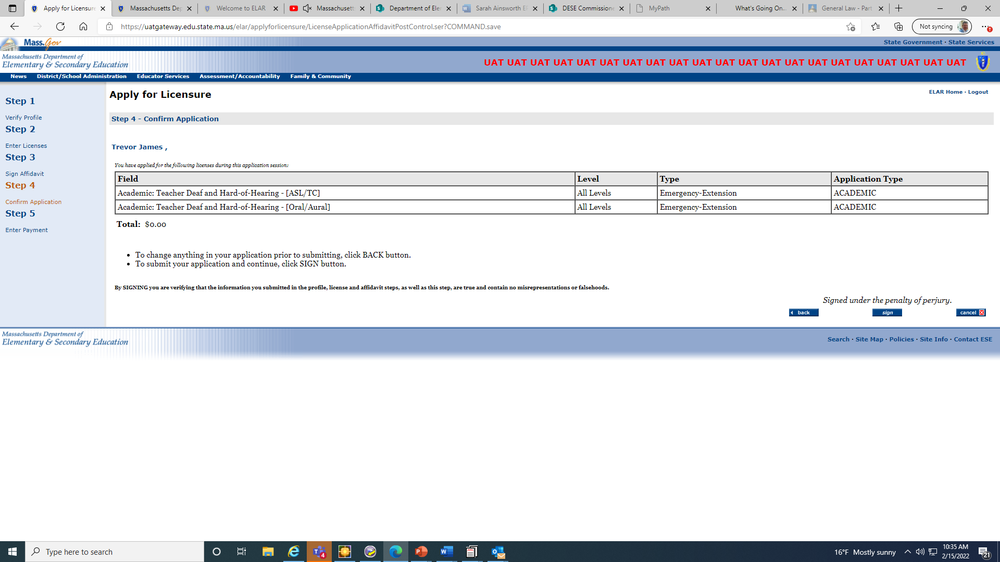 Apply for Licensure
Massachusetts De
Welcome to ELAR
Massachusetts
Department of Ele
Sarah Ainsworth E
DESE Commissione
MyPath
What's Going On...
General Law - Part
https://uatgateway.edu.state.ma.us/elar/applyforlicensure/LicenseApplicationAffidavitPostControl.ser?COMMAND.save
Not syncing
Mass.Gov
State Government · State Services
Massachusetts Department of
Elementary & Secondary Education
UAT UAT UAT UAT UAT UAT UAT UAT UAT UAT UAT UAT UAT UAT UAT UAT UAT UAT UAT UAT UAT
News District/School Administration Educator Services Assessment/Accountability Family & Community
Step 1
Verify Profile
Step 2
Enter Licenses
Step 3
Sign Affidavit
Step 4
Confirm Application
Step 5
Enter Payment
Apply for Licensure
ELAR Home · Logout
Step 4 - Confirm Application
Trevor James ,
You have applied for the following licenses during this application session:
Field Level Type Application Type
Academic: Teacher Deaf and Hard-of-Hearing - [ASL/TC] All Levels Emergency-Extension ACADEMIC
Academic: Teacher Deaf and Hard-of-Hearing - [Oral/Aural] All Levels Emergency-Extension ACADEMIC
Total: $0.00
• To change anything in your application prior to submitting, click BACK button.
• To submit your application and continue, click SIGN button.
By SIGNING you are verifying that the information you submitted in the profile, license and affidavit steps, as well as this step, are true and contain no misrepresentations or falsehoods.
Signed under the penalty of perjury.
back sign cancel
Massachusetts Department of
Elementary & Secondary Education
Search · Site Map · Policies · Site Info · Contact ESE
Type here to search
4
16°F Mostly sunny
10:35 AM
2/15/2022
21